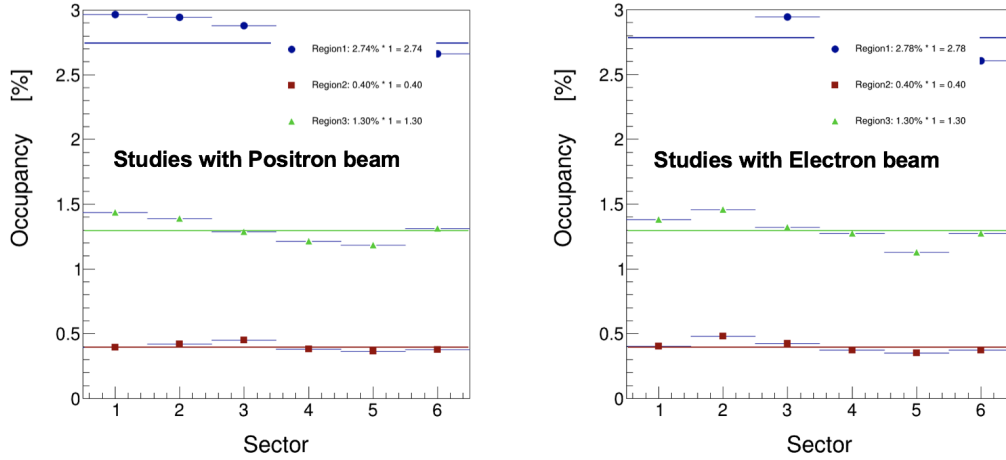 3
2.5
2
1.5
1
0.5
0
Occupancy [%]
Region1: 2.74% * 1 = 2.74
Region2: 0.40% * 1 = 0.40
Region3: 1.30% * 1 = 1.30
Studies with Positron beam
1 2 3 4 5 6
Sector
3
2.5
2
1.5
1
0.5
0
Occupancy [%]
Region1: 2.78% * 1 = 2.78
Region2: 0.40% * 1 = 0.40
Region3: 1.30% * 1 = 1.30
Studies with Electron beam
1 2 3 4 5 6
Sector